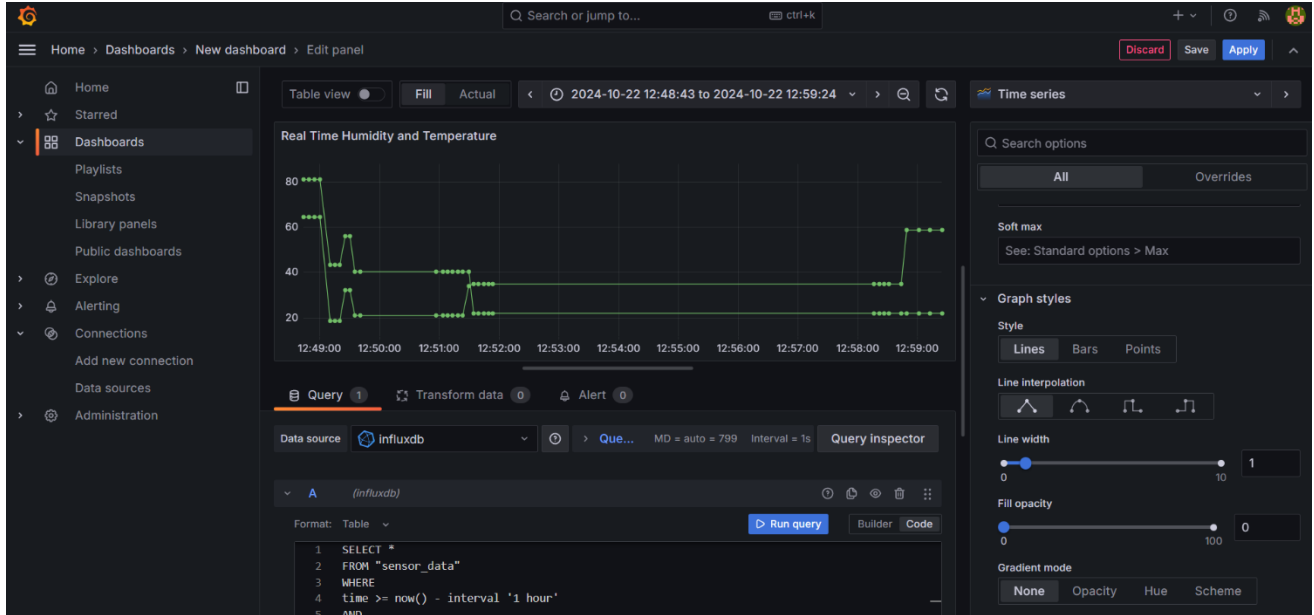 Search or jump to... ctrl+k
Home › Dashboards › New dashboard › Edit panel
Discard Save Apply
Home
Starred
Dashboards
Playlists
Snapshots
Library panels
Public dashboards
Explore
Alerting
Connections
Add new connection
Data sources
Administration
Table view Fill Actual 2024-10-22 12:48:43 to 2024-10-22 12:59:24
Real Time Humidity and Temperature
80
60
40
20
12:49:00 12:50:00 12:51:00 12:52:00 12:53:00 12:54:00 12:55:00 12:56:00 12:57:00 12:58:00 12:59:00
Query 1 Transform data 0 Alert 0
Data source influxdb Que... MD = auto = 799 Interval = 1s Query inspector
A (influxdb)
Format: Table Run query Builder Code
1 SELECT *
2 FROM "sensor_data"
3 WHERE
4 time >= now() - interval '1 hour'
5 AND
Time series
Search options
All Overrides
Soft max
See: Standard options > Max
Graph styles
Style
Lines Bars Points
Line interpolation
Line width
0 10 1
Fill opacity
0 100 0
Gradient mode
None Opacity Hue Scheme